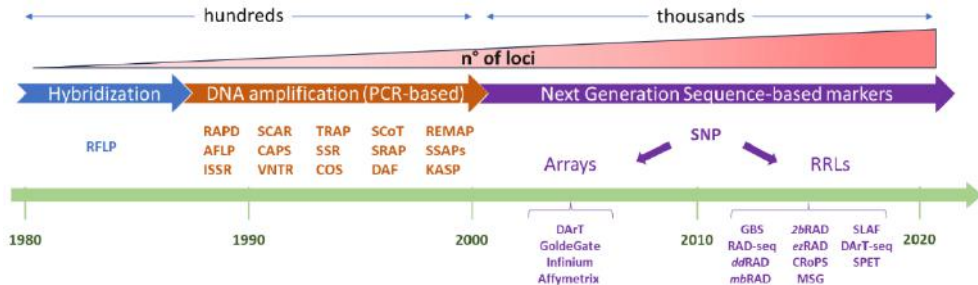 hundreds thousands
n° of loci
Hybridization DNA amplification (PCR-based) Next Generation Sequence-based markers
RFLP
RAPD SCAR TRAP SCoT REMAP
AFLP CAPS SSR SRAP SSAPs
ISSR VNTR COS DAF KASP
SNP
Arrays RRLs
1980 1990 2000 2010 2020
DArT
GoldeGate
Infinium
Affymetrix
GBS 2bRAD SLAF
RAD-seq ezRAD DArT-seq
ddRAD CRoPS SPET
mbRAD MSG